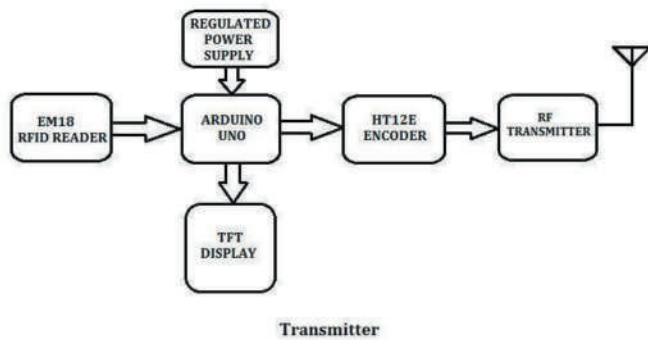 REGULATED
POWER
SUPPLY
EM18
RFID READER
ARDUINO
UNO
HT12E
ENCODER
RF
TRANSMITTER
TFT
DISPLAY
Transmitter